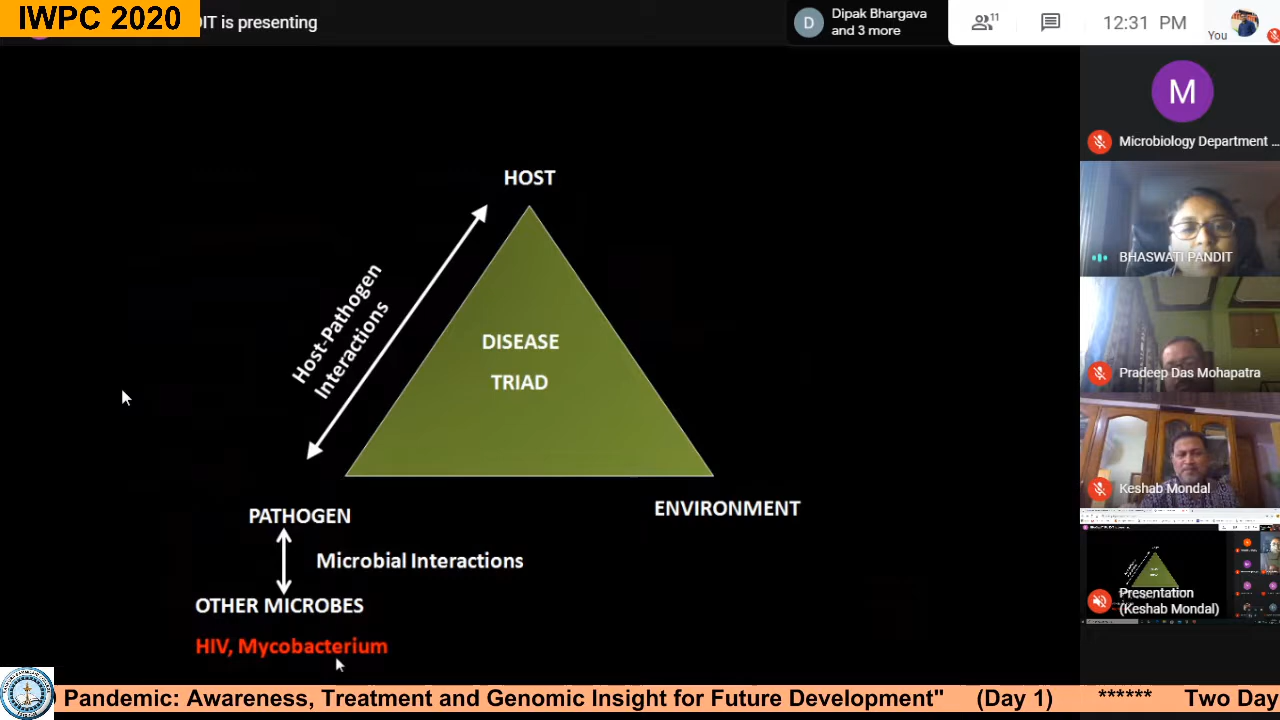 IWPC 2020
DIT is presenting
D
Dipak Bhargava
and 3 more
11
12:31 PM
You
M
Microbiology Department ...
BHASWATI PANDIT
Pradeep Das Mohapatra
Keshab Mondal
Presentation
(Keshab Mondal)
HOST
Host-Pathogen
Interactions
DISEASE
TRIAD
PATHOGEN
ENVIRONMENT
Microbial Interactions
OTHER MICROBES
HIV, Mycobacterium
Pandemic: Awareness, Treatment and Genomic Insight for Future Development" (Day 1) ****** Two Day